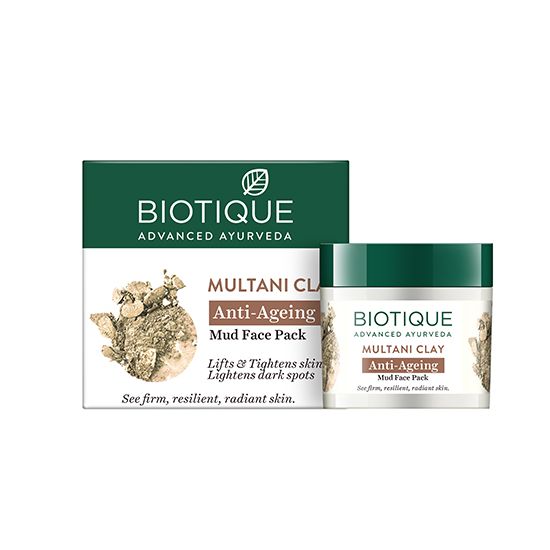 BIOTIQUE
ADVANCED AYURVEDA
MULTANI CLA
Anti-Ageing
Mud Face Pack
Lifts & Tightens skin
Lightens dark spots
See firm, resilient, radiant skin.
BIOTIQUE
ADVANCED AYURVEDA
MULTANI CLAY
Anti-Ageing
Mud Face Pack
See firm, resilient, radiant skin.